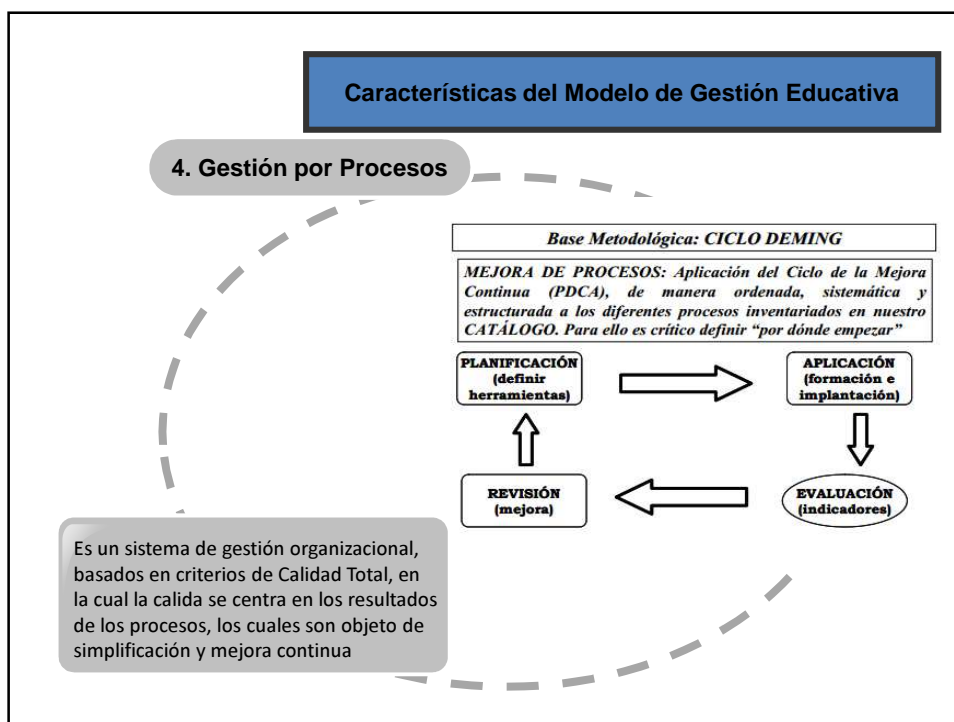 Características del Modelo de Gestión Educativa
4. Gestión por Procesos
Base Metodológica: CICLO DEMING
MEJORA DE PROCESOS: Aplicación del Ciclo de la Mejora
Continua (PDCA), de manera ordenada, sistemática y
estructurada a los diferentes procesos inventariados en nuestro
CATÁLOGO. Para ello es crítico definir “por dónde empezar”
PLANIFICACIÓN
(definir
herramientas)
APLICACIÓN
(formación e
implantación)
REVISIÓN
(mejora)
EVALUACIÓN
(indicadores)
Es un sistema de gestión organizacional,
basados en criterios de Calidad Total, en
la cual la calida se centra en los resultados
de los procesos, los cuales son objeto de
simplificación y mejora continua